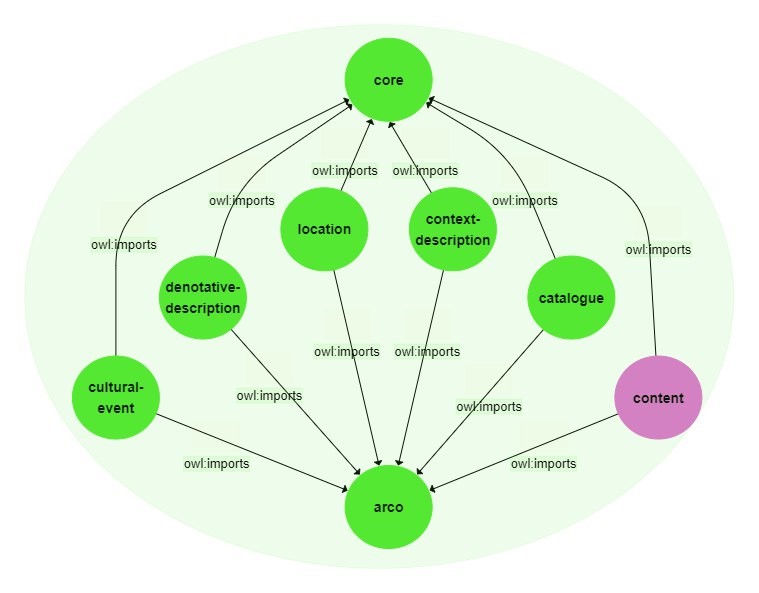 core
owl:imports
owl:imports
owl:imports
owl:imports
location
context-
description
owl:imports
owl:imports
denotative-
description
catalogue
owl:imports
owl:imports
cultural-
event
owl:imports
owl:imports
content
owl:imports
owl:imports
arco